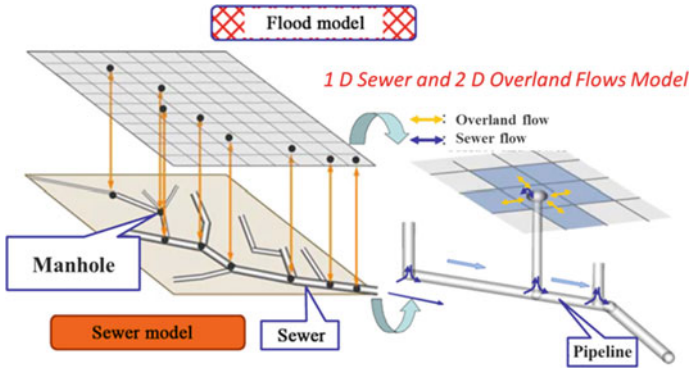 Flood model
1 D Sewer and 2 D Overland Flows Model
: Overland flow
: Sewer flow
Manhole
Sewer model
Sewer
Pipeline